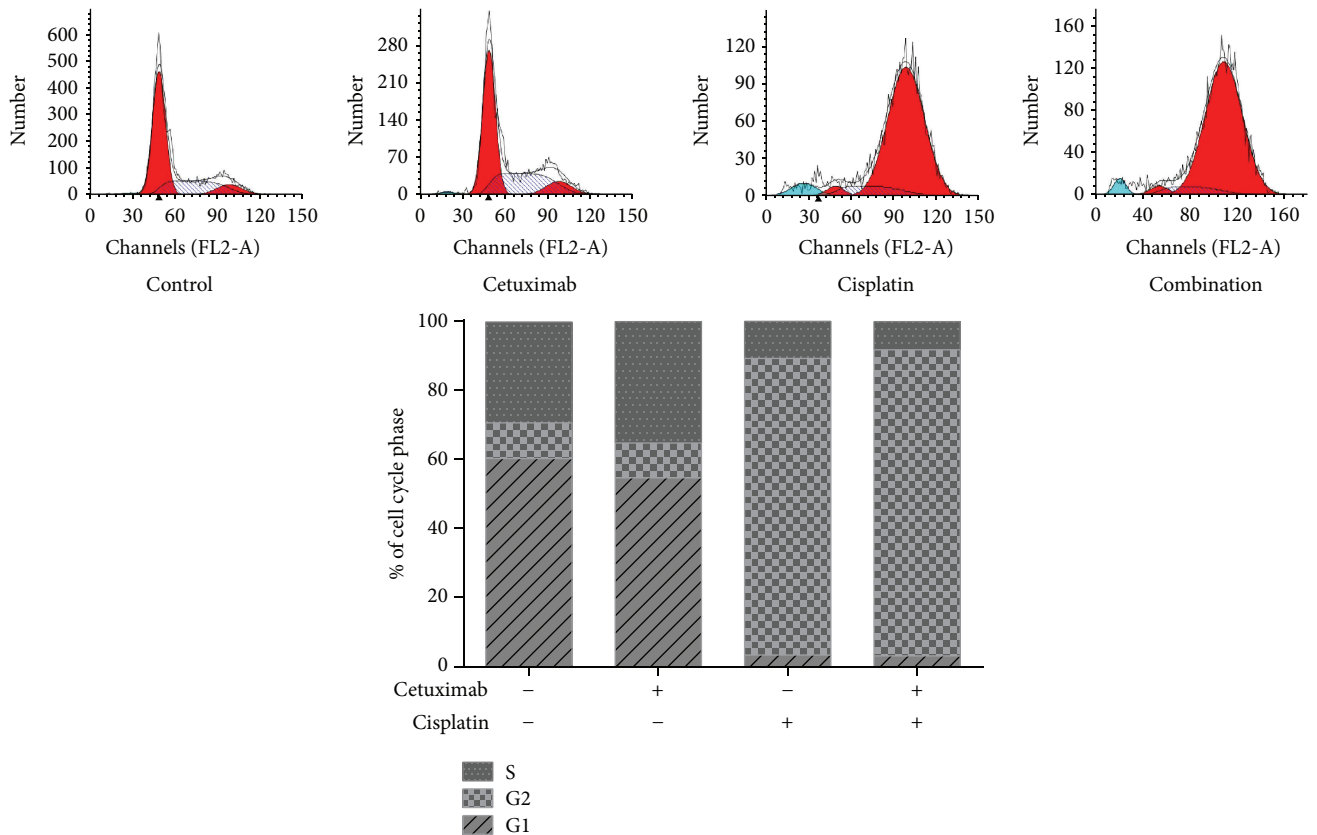 Number
600
500
400
300
200
100
0
0 30 60 90 120 150
Channels (FL2-A)
Control
Number
280
210
140
70
0
0 30 60 90 120 150
Channels (FL2-A)
Cetuximab
Number
120
90
60
30
0
0 30 60 90 120 150
Channels (FL2-A)
Cisplatin
Number
160
120
80
40
0
0 40 80 120 160
Channels (FL2-A)
Combination
% of cell cycle phase
100
80
60
40
20
0
Cetuximab − + − +
Cisplatin − − + +
S
G2
G1